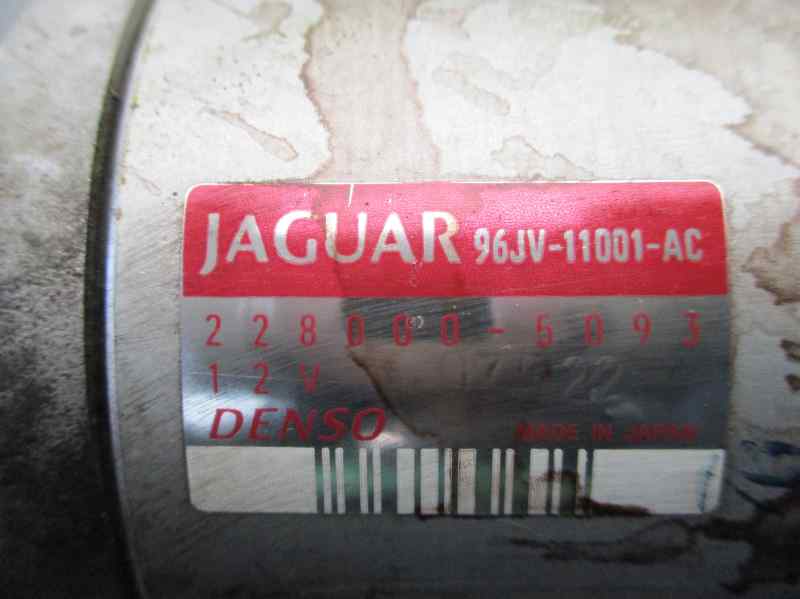 JAGUAR 96JV-11001-AC
228000-5093
12V
DENSO MADE IN JAPAN